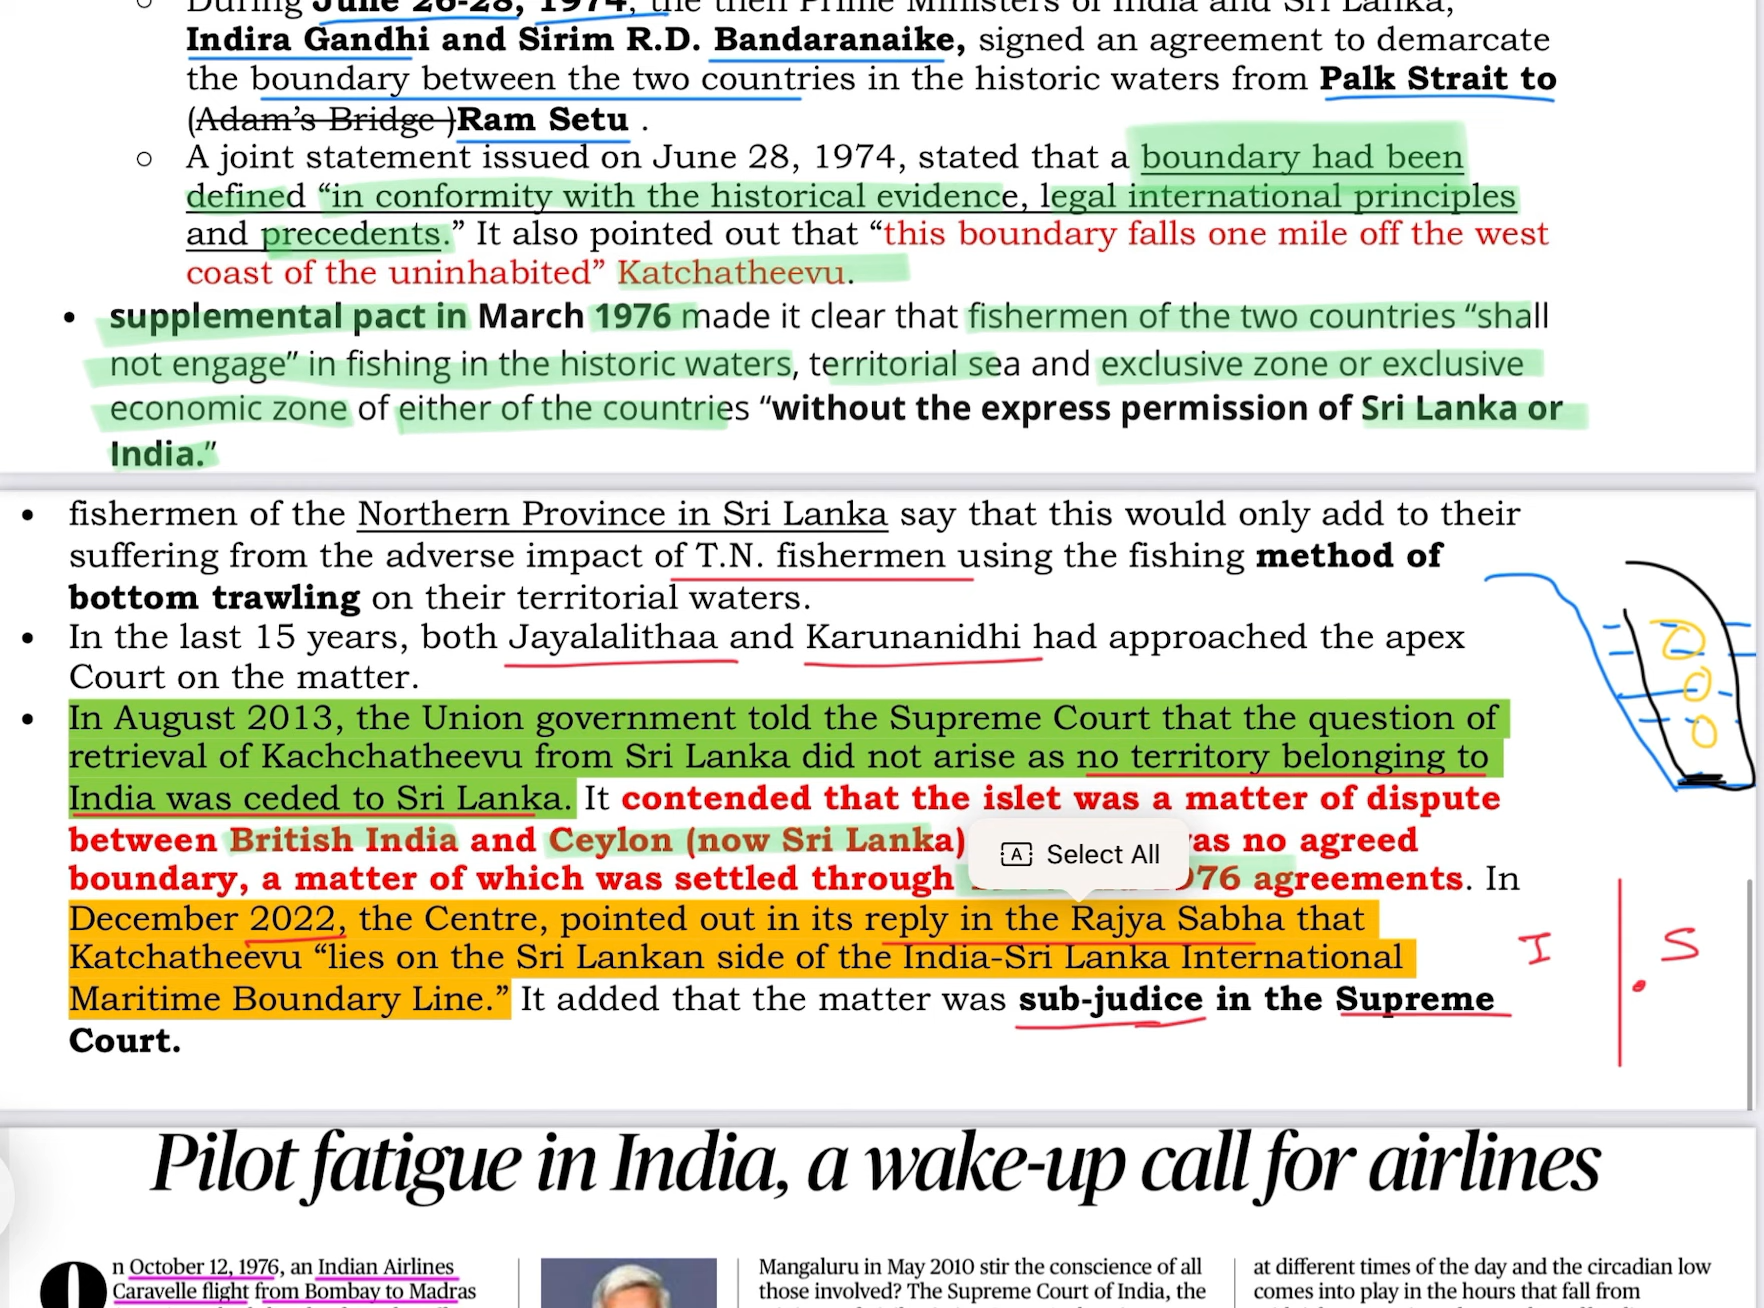 During June 26-28, 1974, the then Prime Ministers of India and Sri Lanka,
Indira Gandhi and Sirim R.D. Bandaranaike, signed an agreement to demarcate
the boundary between the two countries in the historic waters from Palk Strait to
(Adam’s Bridge )Ram Setu .
○ A joint statement issued on June 28, 1974, stated that a boundary had been
defined “in conformity with the historical evidence, legal international principles
and precedents.” It also pointed out that “this boundary falls one mile off the west
coast of the uninhabited” Katchatheevu.
• supplemental pact in March 1976 made it clear that fishermen of the two countries “shall
not engage” in fishing in the historic waters, territorial sea and exclusive zone or exclusive
economic zone of either of the countries “without the express permission of Sri Lanka or
India.”
• fishermen of the Northern Province in Sri Lanka say that this would only add to their
suffering from the adverse impact of T.N. fishermen using the fishing method of
bottom trawling on their territorial waters.
• In the last 15 years, both Jayalalithaa and Karunanidhi had approached the apex
Court on the matter.
• In August 2013, the Union government told the Supreme Court that the question of
retrieval of Kachchatheevu from Sri Lanka did not arise as no territory belonging to
India was ceded to Sri Lanka. It contended that the islet was a matter of dispute
between British India and Ceylon (now Sri Lanka) as no agreed
Select All
boundary, a matter of which was settled through 76 agreements. In
December 2022, the Centre, pointed out in its reply in the Rajya Sabha that
Katchatheevu “lies on the Sri Lankan side of the India-Sri Lanka International
I S
Maritime Boundary Line.” It added that the matter was sub-judice in the Supreme
Court.
Pilot fatigue in India, a wake-up call for airlines
On October 12, 1976, an Indian Airlines
Caravelle flight from Bombay to Madras
Mangaluru in May 2010 stir the conscience of all
those involved? The Supreme Court of India, the
at different times of the day and the circadian low
comes into play in the hours that fall from